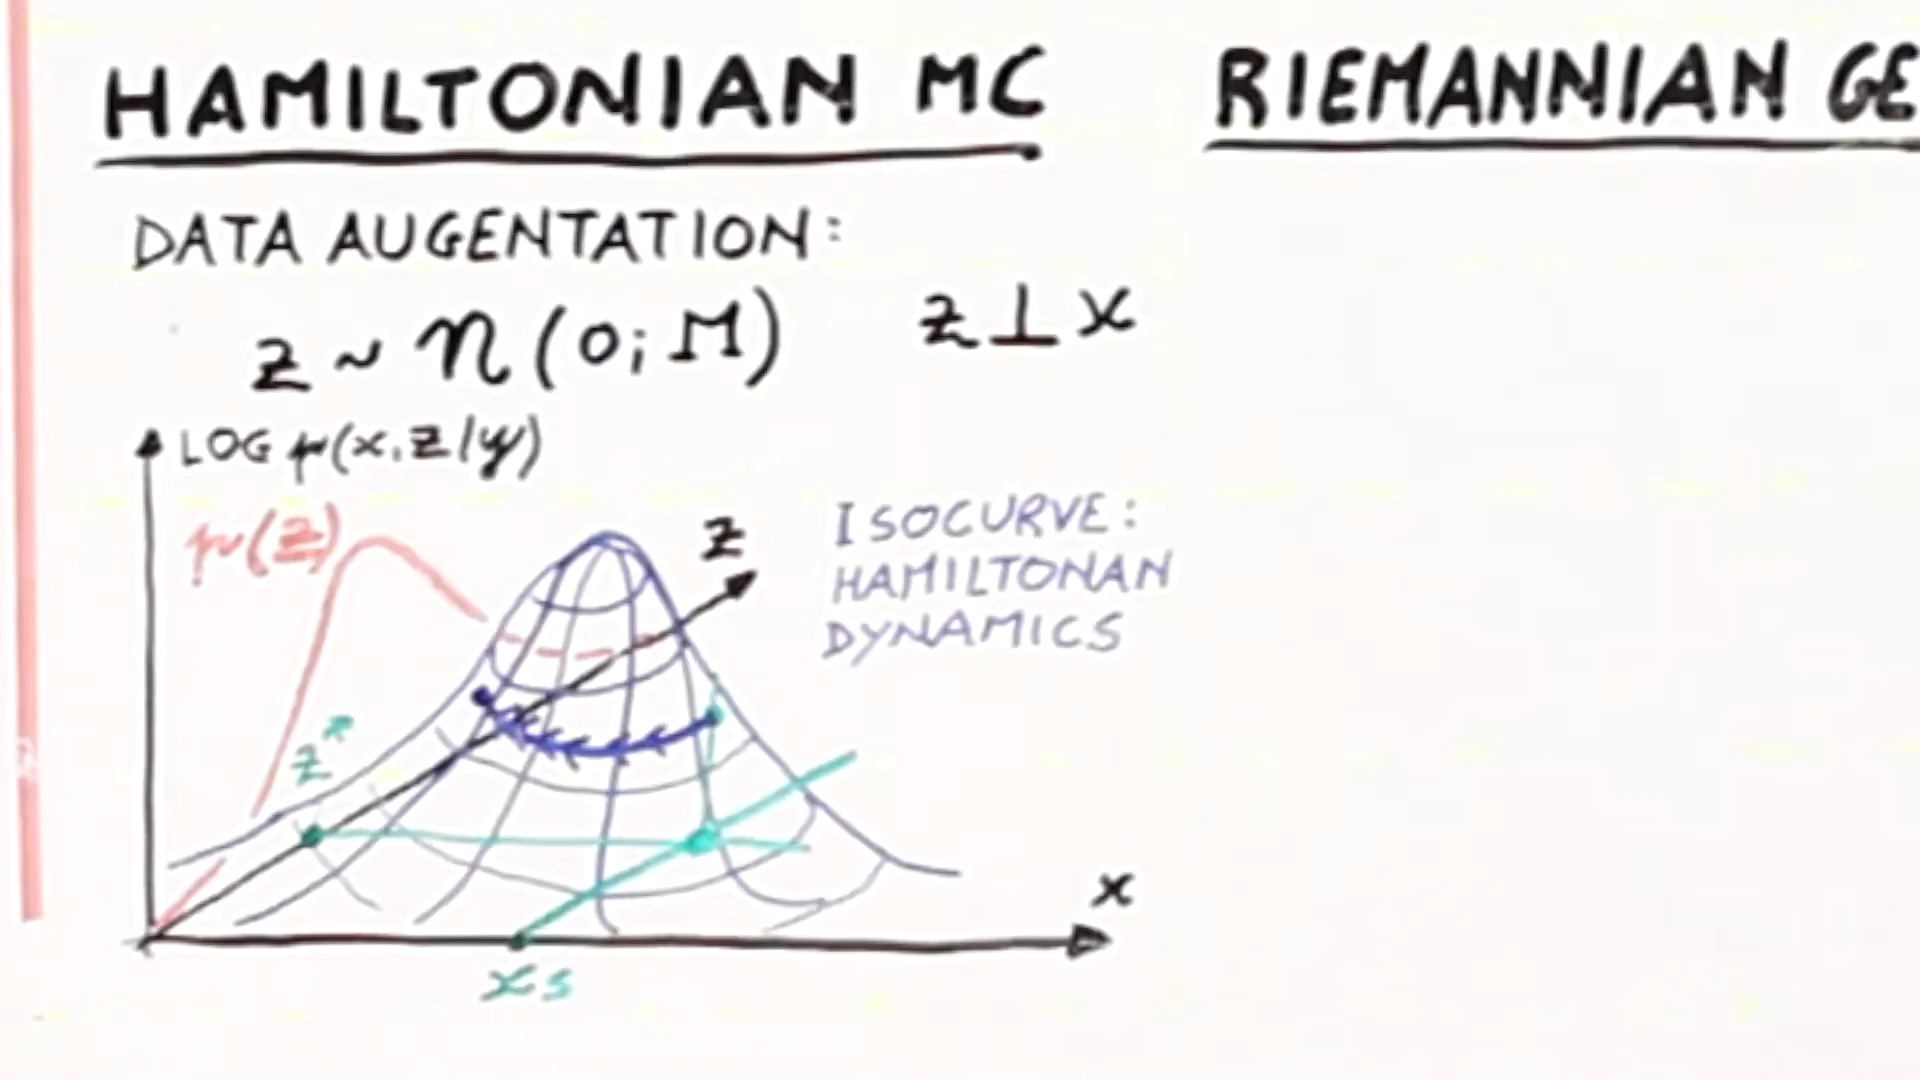 HAMILTONIAN MC
RIEMANNIAN GE
DATA AUGENTATION:
z ~ N(0; M)
z ⊥ x
LOG p(x,z|y)
p(z)
z
ISOCURVE:
HAMILTONAN
DYNAMICS
z*
x
xs